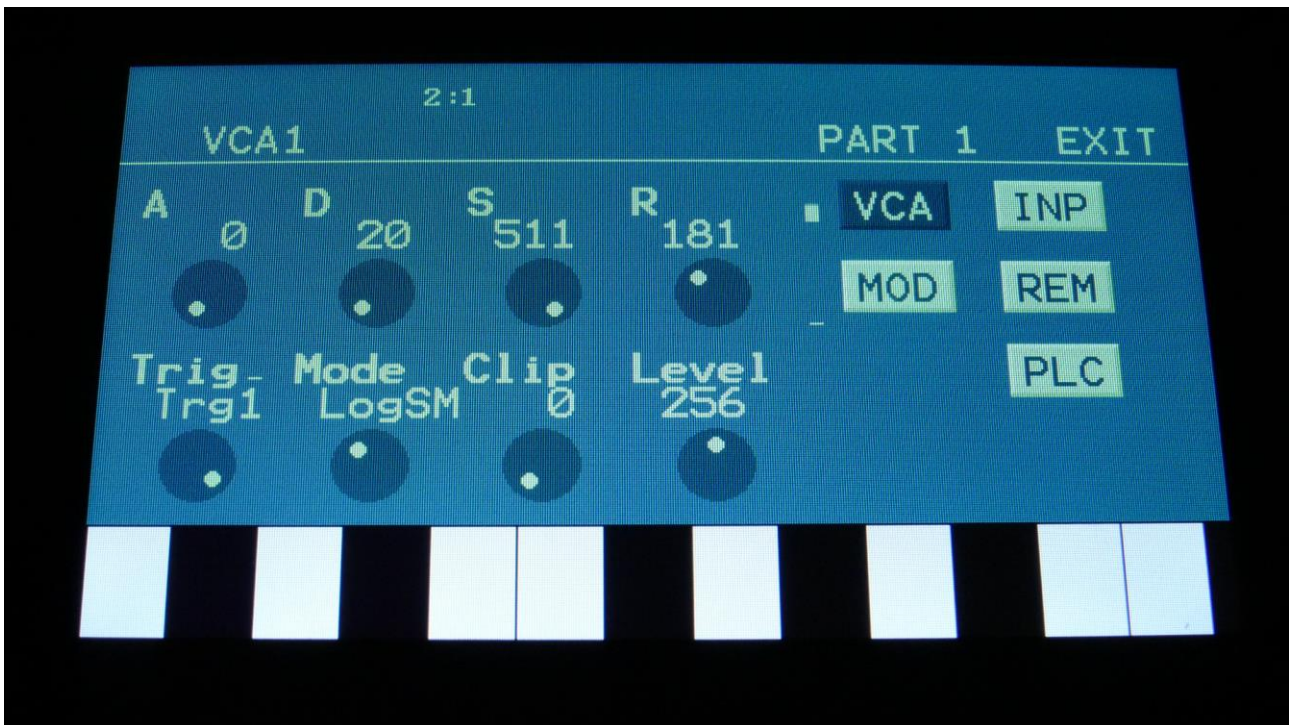 2:1
VCA1 PART 1 EXIT
A D S R VCA INP
0 20 511 181
MOD REM
Trig_ Mode Clip Level PLC
Trg1 LogSM 0 256